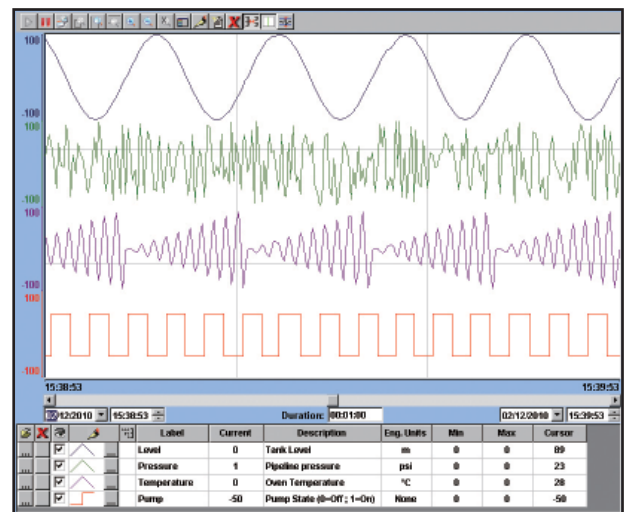 100
-100
100
-100
100
-100
100
-100
15:38:53 15:39:53
02/12/2010 15:38:53 Duration: 00:01:00 02/12/2010 15:39:53
Label Current Description Eng. Units Min Max Cursor
Level 0 Tank Level m 0 0 89
Pressure 1 Pipeline pressure psi 0 0 23
Temperature 0 Oven Temperature °C 0 0 28
Pump -50 Pump State (0=Off ; 1=On) None 0 0 -50